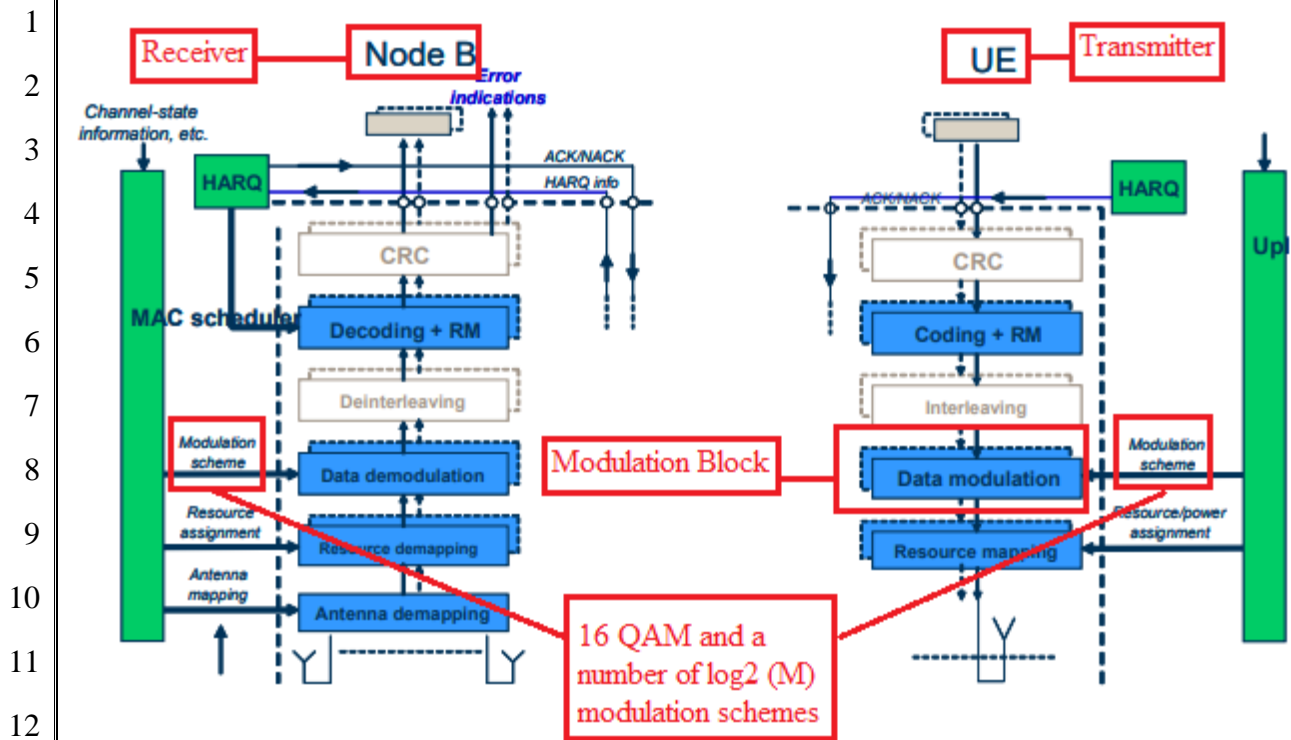 1
2
3
4
5
6
7
8
9
10
11
12
Receiver
Node B
UE
Transmitter
Error
indications
Channel-state
information, etc.
HARQ
ACK/NACK
HARQ info
CRC
MAC scheduler
Decoding + RM
Deinterleaving
Modulation
scheme
Data demodulation
Resource
assignment
Resource demapping
Antenna
mapping
Antenna demapping
Modulation Block
16 QAM and a
number of log2 (M)
modulation schemes
ACK/NACK
HARQ
CRC
Upl
Coding + RM
Interleaving
Data modulation
Modulation
scheme
Resource mapping
Resource/power
assignment